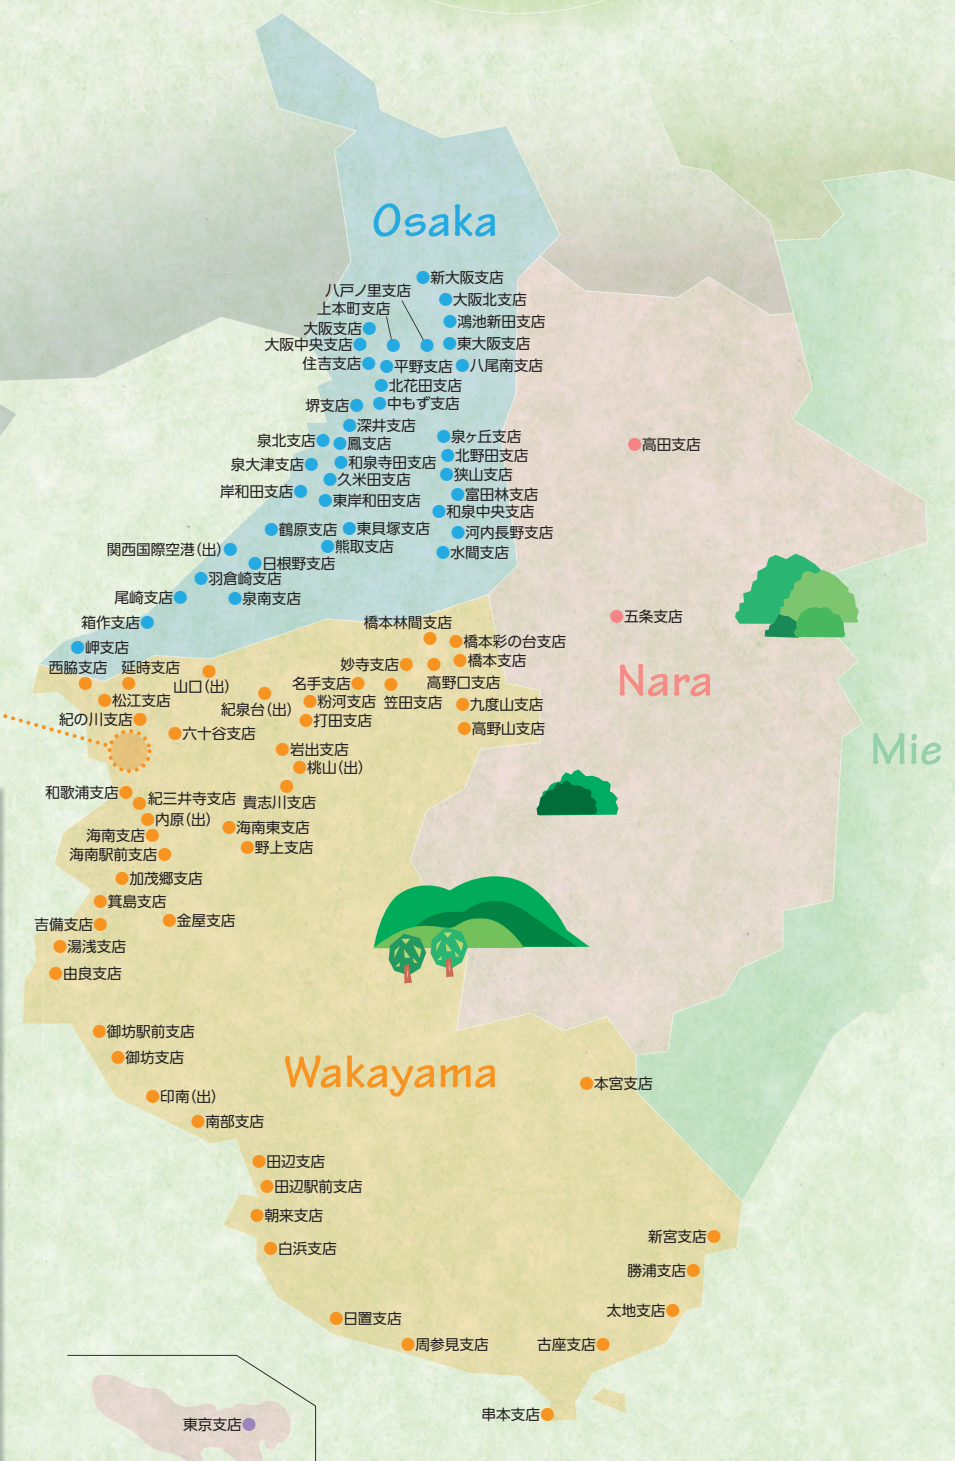 Osaka
新大阪支店
八戸ノ里支店
大阪北支店
上本町支店
鴻池新田支店
大阪支店
大阪中央支店
東大阪支店
住吉支店
平野支店
八尾南支店
北花田支店
堺支店
中もず支店
深井支店
泉北支店
鳳支店
泉ヶ丘支店
高田支店
北野田支店
泉大津支店
和泉寺田支店
狭山支店
久米田支店
岸和田支店
富田林支店
東岸和田支店
和泉中央支店
鶴原支店
東貝塚支店
河内長野支店
関西国際空港(出)
熊取支店
水間支店
日根野支店
羽倉崎支店
尾崎支店
泉南支店
箱作支店
橋本林間支店
五条支店
岬支店
橋本彩の台支店
西脇支店
延時支店
妙寺支店
橋本支店
山口(出)
名手支店
高野口支店
Nara
松江支店
紀泉台(出)
粉河支店
笠田支店
九度山支店
紀の川支店
打田支店
六十谷支店
高野山支店
岩出支店
Mie
桃山(出)
和歌浦支店
紀三井寺支店
貴志川支店
内原(出)
海南東支店
海南支店
野上支店
海南駅前支店
加茂郷支店
箕島支店
吉備支店
金屋支店
湯浅支店
由良支店
御坊駅前支店
御坊支店
Wakayama
本宮支店
印南(出)
南部支店
田辺支店
田辺駅前支店
朝来支店
新宮支店
白浜支店
勝浦支店
太地支店
日置支店
周参見支店
古座支店
串本支店
東京支店